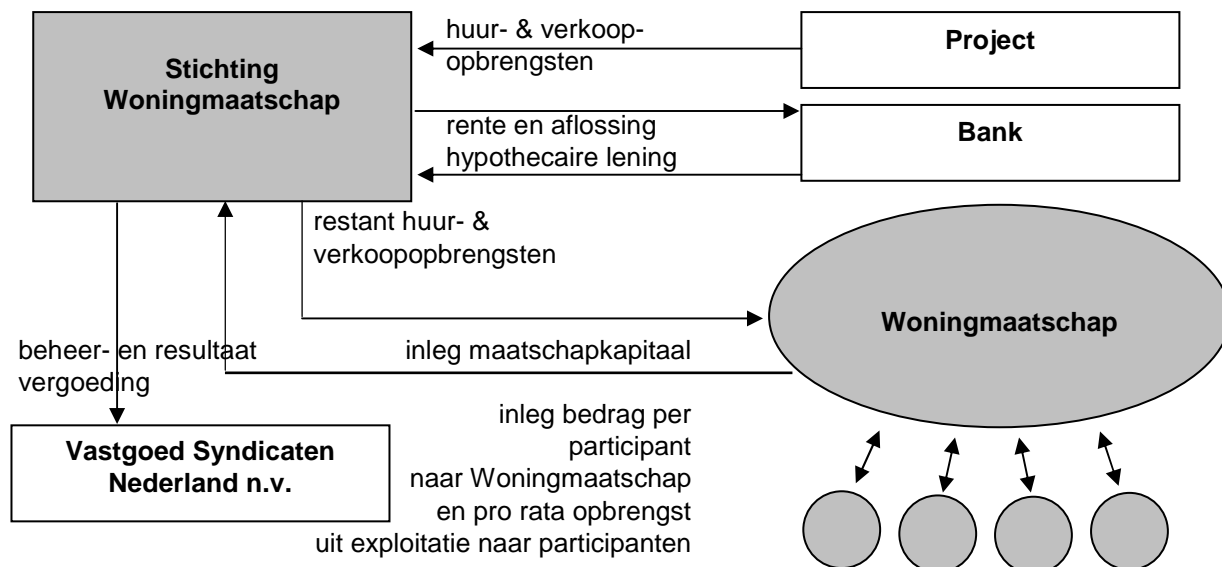 huur- & verkoop-
opbrengsten
Project
Stichting
Woningmaatschap
rente en aflossing
hypothecaire lening
Bank
restant huur- &
verkoopopbrengsten
Woningmaatschap
beheer- en resultaat
vergoeding
inleg maatschapkapitaal
Vastgoed Syndicaten
Nederland n.v.
inleg bedrag per
participant
naar Woningmaatschap
en pro rata opbrengst
uit exploitatie naar participanten